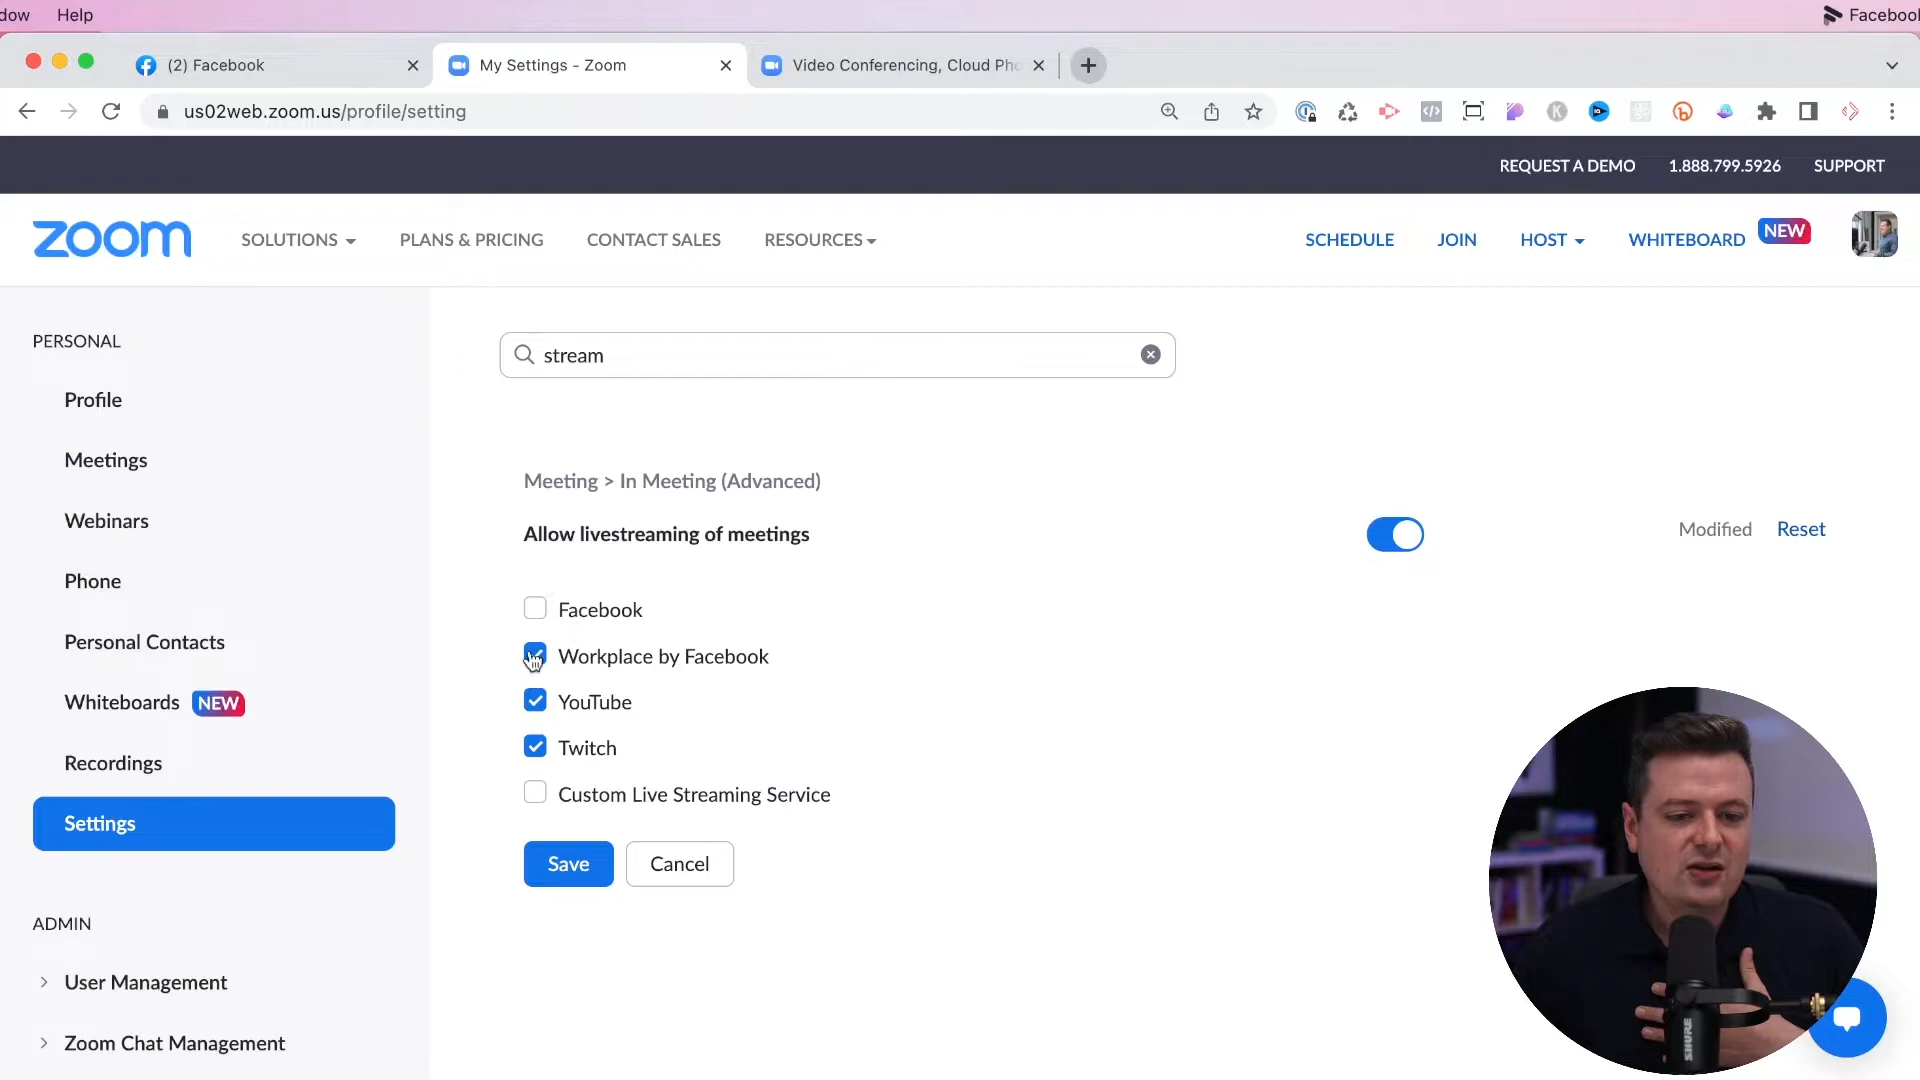 dow Help Facebook
(2) Facebook My Settings - Zoom Video Conferencing, Cloud Pho
us02web.zoom.us/profile/setting
REQUEST A DEMO 1.888.799.5926 SUPPORT
zoom SOLUTIONS PLANS & PRICING CONTACT SALES RESOURCES SCHEDULE JOIN HOST WHITEBOARD NEW
PERSONAL
Profile
Meetings
Webinars
Phone
Personal Contacts
Whiteboards NEW
Recordings
Settings
ADMIN
User Management
Zoom Chat Management
stream
Meeting > In Meeting (Advanced)
Allow livestreaming of meetings Modified Reset
Facebook
Workplace by Facebook
YouTube
Twitch
Custom Live Streaming Service
Save Cancel
SHURE